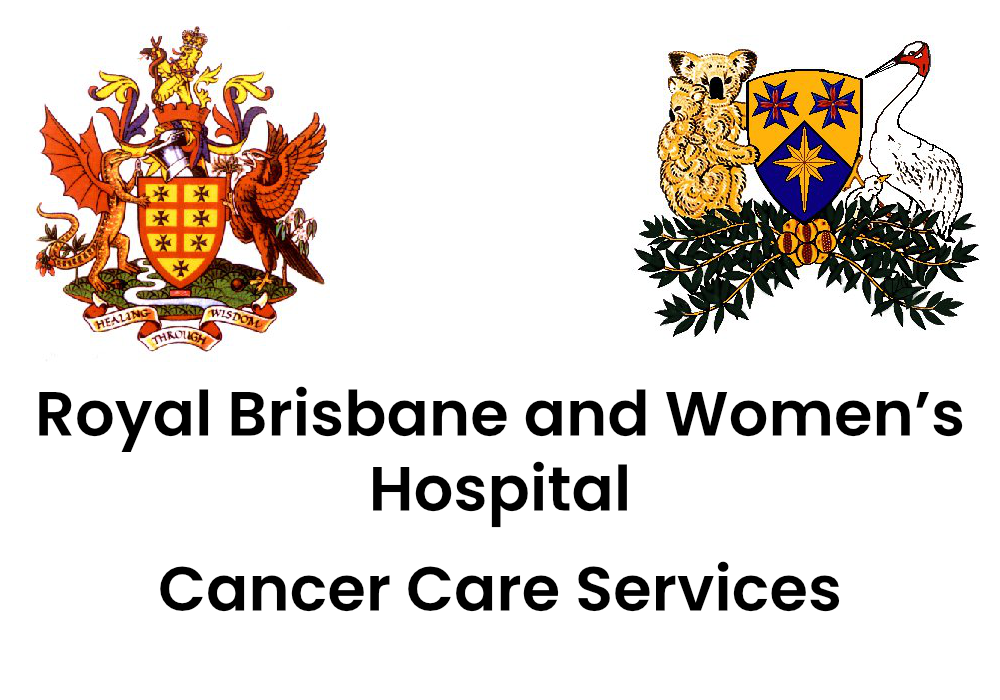 HEALING THROUGH WISDOM
Royal Brisbane and Women’s
Hospital
Cancer Care Services